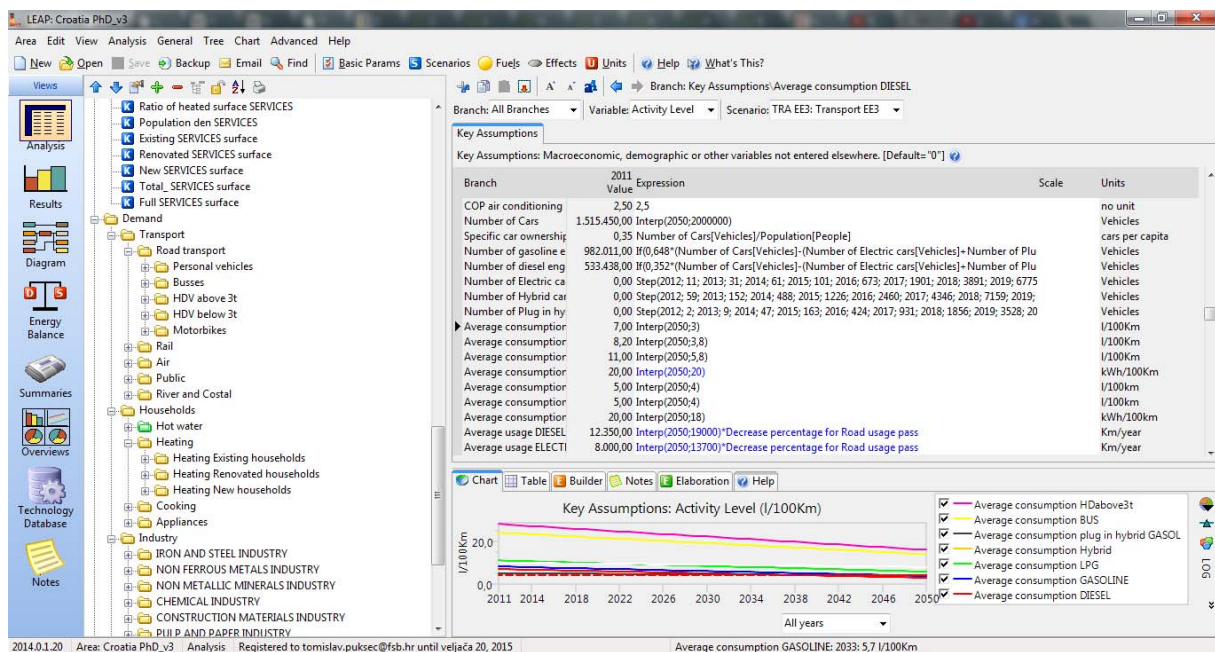 LEAP: Croatia PhD_v3
Area Edit View Analysis General Tree Chart Advanced Help
New Open Save Backup Email Find Basic Params Scenarios Fuels Effects Units Help What's This?
Views
Analysis
Results
Diagram
Energy Balance
Summaries
Overviews
Technology Database
Notes
Ratio of heated surface SERVICES
Population den SERVICES
Existing SERVICES surface
Renovated SERVICES surface
New SERVICES surface
Total_ SERVICES surface
Full SERVICES surface
Demand
Transport
Road transport
Personal vehicles
Busses
HDV above 3t
HDV below 3t
Motorbikes
Rail
Air
Public
River and Costal
Households
Hot water
Heating
Heating Existing households
Heating Renovated households
Heating New households
Cooking
Appliances
Industry
IRON AND STEEL INDUSTRY
NON FERROUS METALS INDUSTRY
NON METALLIC MINERALS INDUSTRY
CHEMICAL INDUSTRY
CONSTRUCTION MATERIALS INDUSTRY
PULP AND PAPER INDUSTRY
Branch: Key Assumptions\Average consumption DIESEL
Branch: All Branches Variable: Activity Level Scenario: TRA EE3: Transport EE3
Key Assumptions
Key Assumptions: Macroeconomic, demographic or other variables not entered elsewhere. [Default="0"]
Branch 2011 Value Expression Scale Units
COP air conditioning 2,50 2,5 no unit
Number of Cars 1.515.450,00 Interp(2050;2000000) Vehicles
Specific car ownership 0,35 Number of Cars[Vehicles]/Population[People] cars per capita
Number of gasoline e 982.011,00 If(0,648*(Number of Cars[Vehicles]-(Number of Electric cars[Vehicles]+Number of Plu Vehicles
Number of diesel eng 533.438,00 If(0,352*(Number of Cars[Vehicles]-(Number of Electric cars[Vehicles]+Number of Plu Vehicles
Number of Electric ca 0,00 Step(2012; 11; 2013; 31; 2014; 61; 2015; 101; 2016; 673; 2017; 1901; 2018; 3891; 2019; 6775 Vehicles
Number of Hybrid car 0,00 Step(2012; 59; 2013; 152; 2014; 488; 2015; 1226; 2016; 2460; 2017; 4346; 2018; 7159; 2019; Vehicles
Number of Plug in hy 0,00 Step(2012; 2; 2013; 9; 2014; 47; 2015; 163; 2016; 424; 2017; 931; 2018; 1856; 2019; 3528; 20 Vehicles
Average consumption 7,00 Interp(2050;3) l/100Km
Average consumption 8,20 Interp(2050;3,8) l/100Km
Average consumption 11,00 Interp(2050;5,8) l/100Km
Average consumption 20,00 Interp(2050;20) kWh/100Km
Average consumption 5,00 Interp(2050;4) l/100km
Average consumption 5,00 Interp(2050;4) l/100km
Average consumption 20,00 Interp(2050;18) kWh/100km
Average usage DIESEL 12.350,00 Interp(2050;19000)*Decrease percentage for Road usage pass Km/year
Average usage ELECTI 8.000,00 Interp(2050;13700)*Decrease percentage for Road usage pass Km/year
Chart Table Builder Notes Elaboration Help
Key Assumptions: Activity Level (l/100Km)
l/100Km
20,0
0,0
2011 2014 2018 2022 2026 2030 2034 2038 2042 2046 2050
All years
Average consumption HDabove3t
Average consumption BUS
Average consumption plug in hybrid GASOL
Average consumption Hybrid
Average consumption LPG
Average consumption GASOLINE
Average consumption DIESEL
LOG
2014.0.1.20 Area: Croatia PhD_v3 Analysis Registered to tomislav.puksec@fsb.hr until veljača 20, 2015 Average consumption GASOLINE: 2033: 5,7 l/100Km